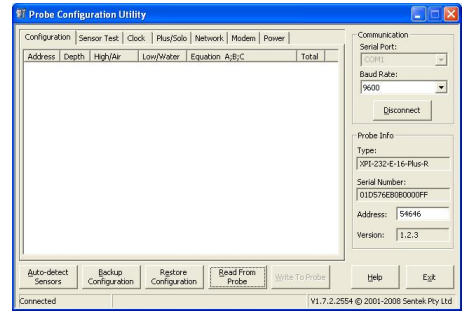 Probe Configuration Utility
Configuration Sensor Test Clock Plus/Solo Network Modem Power
Address Depth High/Air Low/Water Equation A;B;C Total
Communication
Serial Port:
COM1
Baud Rate:
9600
Disconnect
Probe Info
Type:
XPI-232-E-16-Plus-R
Serial Number:
01D576EB0B0000FF
Address: 54646
Version: 1.2.3
Auto-detect
Sensors
Backup
Configuration
Restore
Configuration
Read From
Probe
Write To Probe
Help
Exit
Connected
V1.7.2.2554 © 2001-2008 Sentek Pty Ltd